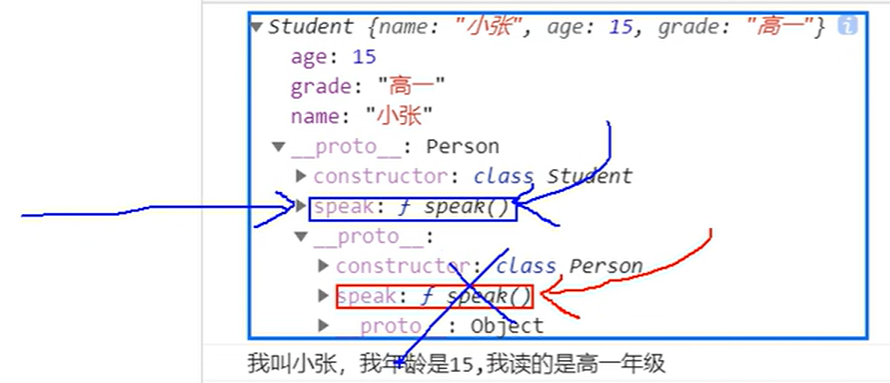 Student {name: "小张", age: 15, grade: "高一"} i
age: 15
grade: "高一"
name: "小张"
__proto__: Person
constructor: class Student
speak: ƒ speak()
__proto__:
constructor: class Person
speak: ƒ speak()
__proto__: Object
我叫小张，我年龄是15,我读的是高一年级